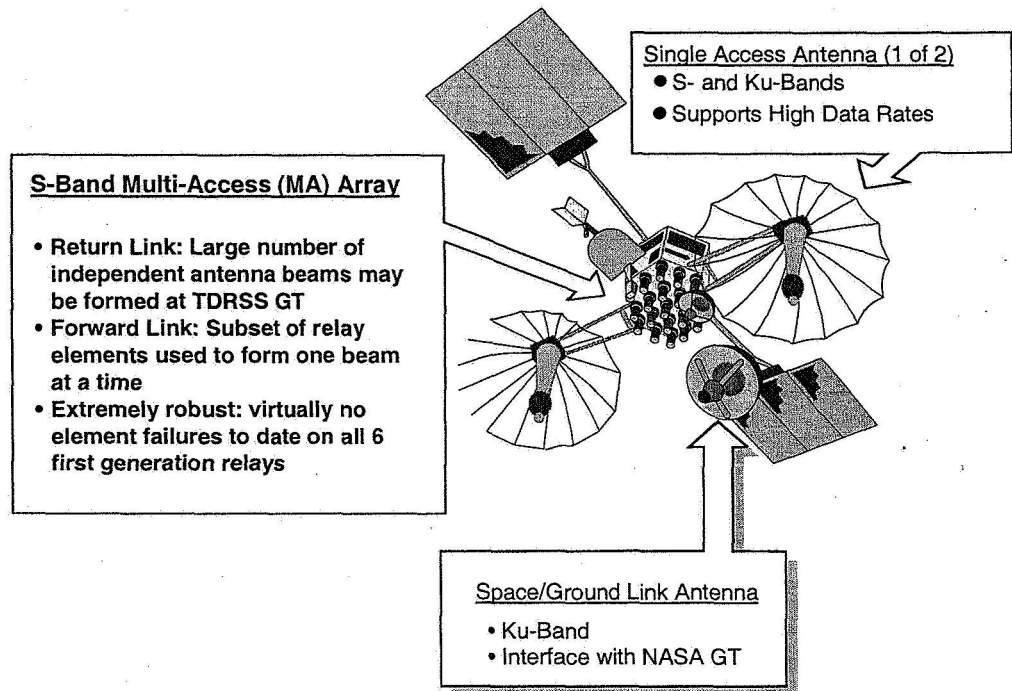 Single Access Antenna (1 of 2)
● S- and Ku-Bands
● Supports High Data Rates
S-Band Multi-Access (MA) Array
• Return Link: Large number of
independent antenna beams may
be formed at TDRSS GT
• Forward Link: Subset of relay
elements used to form one beam
at a time
• Extremely robust: virtually no
element failures to date on all 6
first generation relays
Space/Ground Link Antenna
• Ku-Band
• Interface with NASA GT